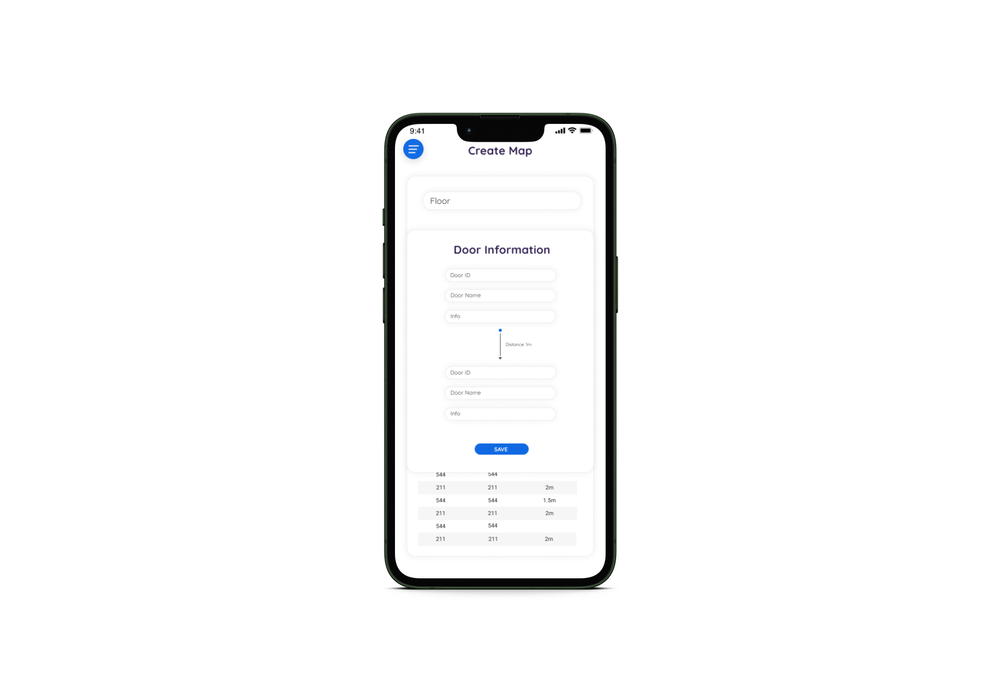 9:41
Create Map
Floor
Door Information
Door ID
Door Name
Info
Distance: 1m
Door ID
Door Name
Info
SAVE
544 544
211 211 2m
544 544 1.5m
211 211 2m
544 544
211 211 2m